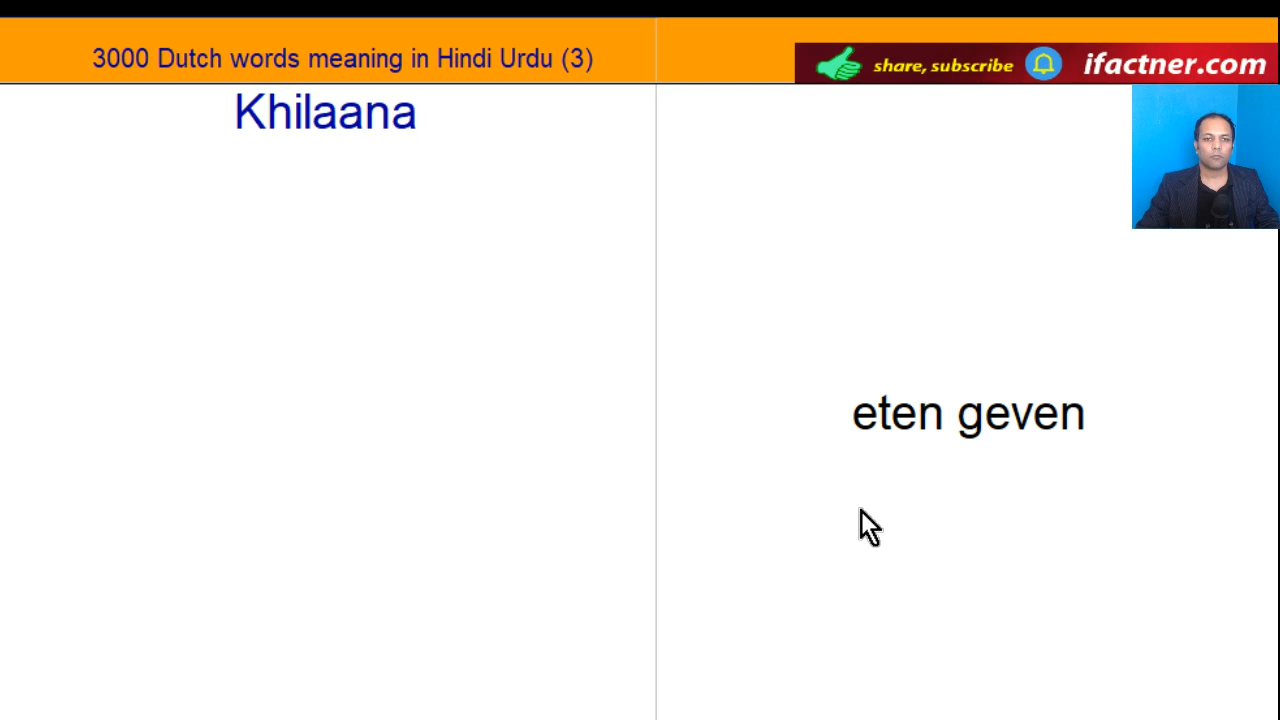 3000 Dutch words meaning in Hindi Urdu (3)
share, subscribe
ifactner.com
Khilaana
eten geven